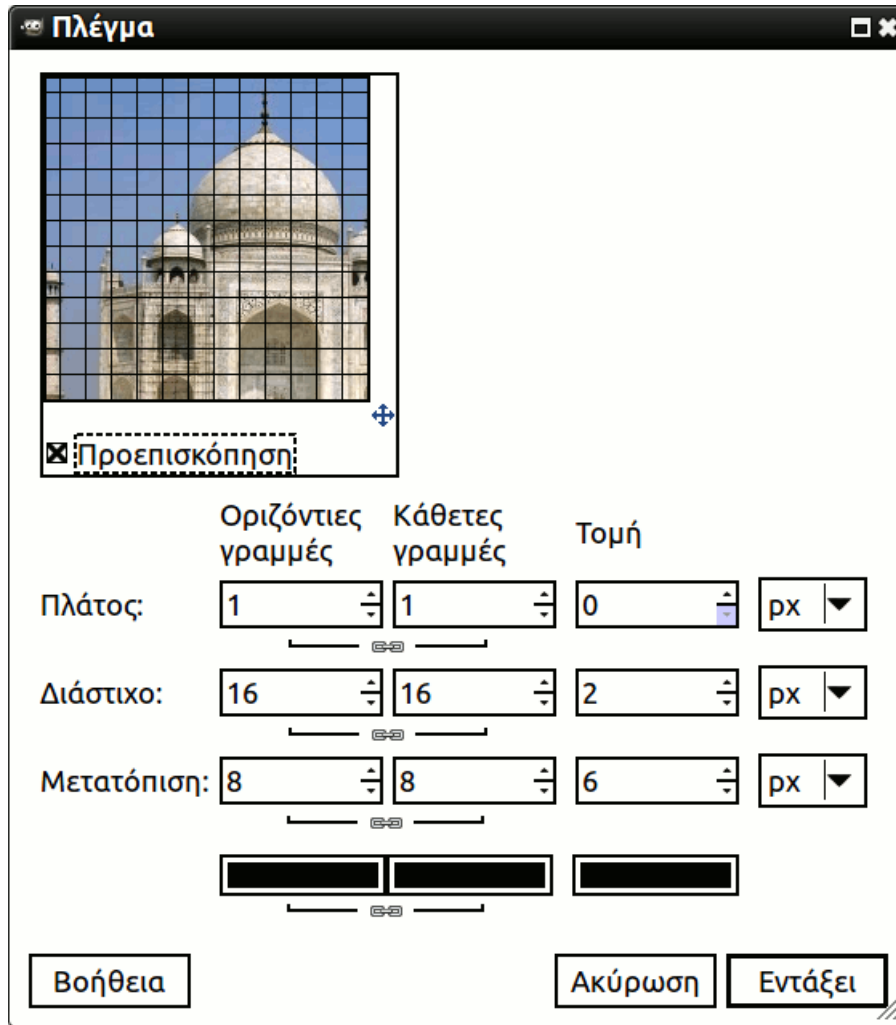 Πλέγμα
Προεπισκόπηση
Οριζόντιες γραμμές
Κάθετες γραμμές
Τομή
Πλάτος: 1 1 0 px
Διάστιχο: 16 16 2 px
Μετατόπιση: 8 8 6 px
Βοήθεια Ακύρωση Εντάξει